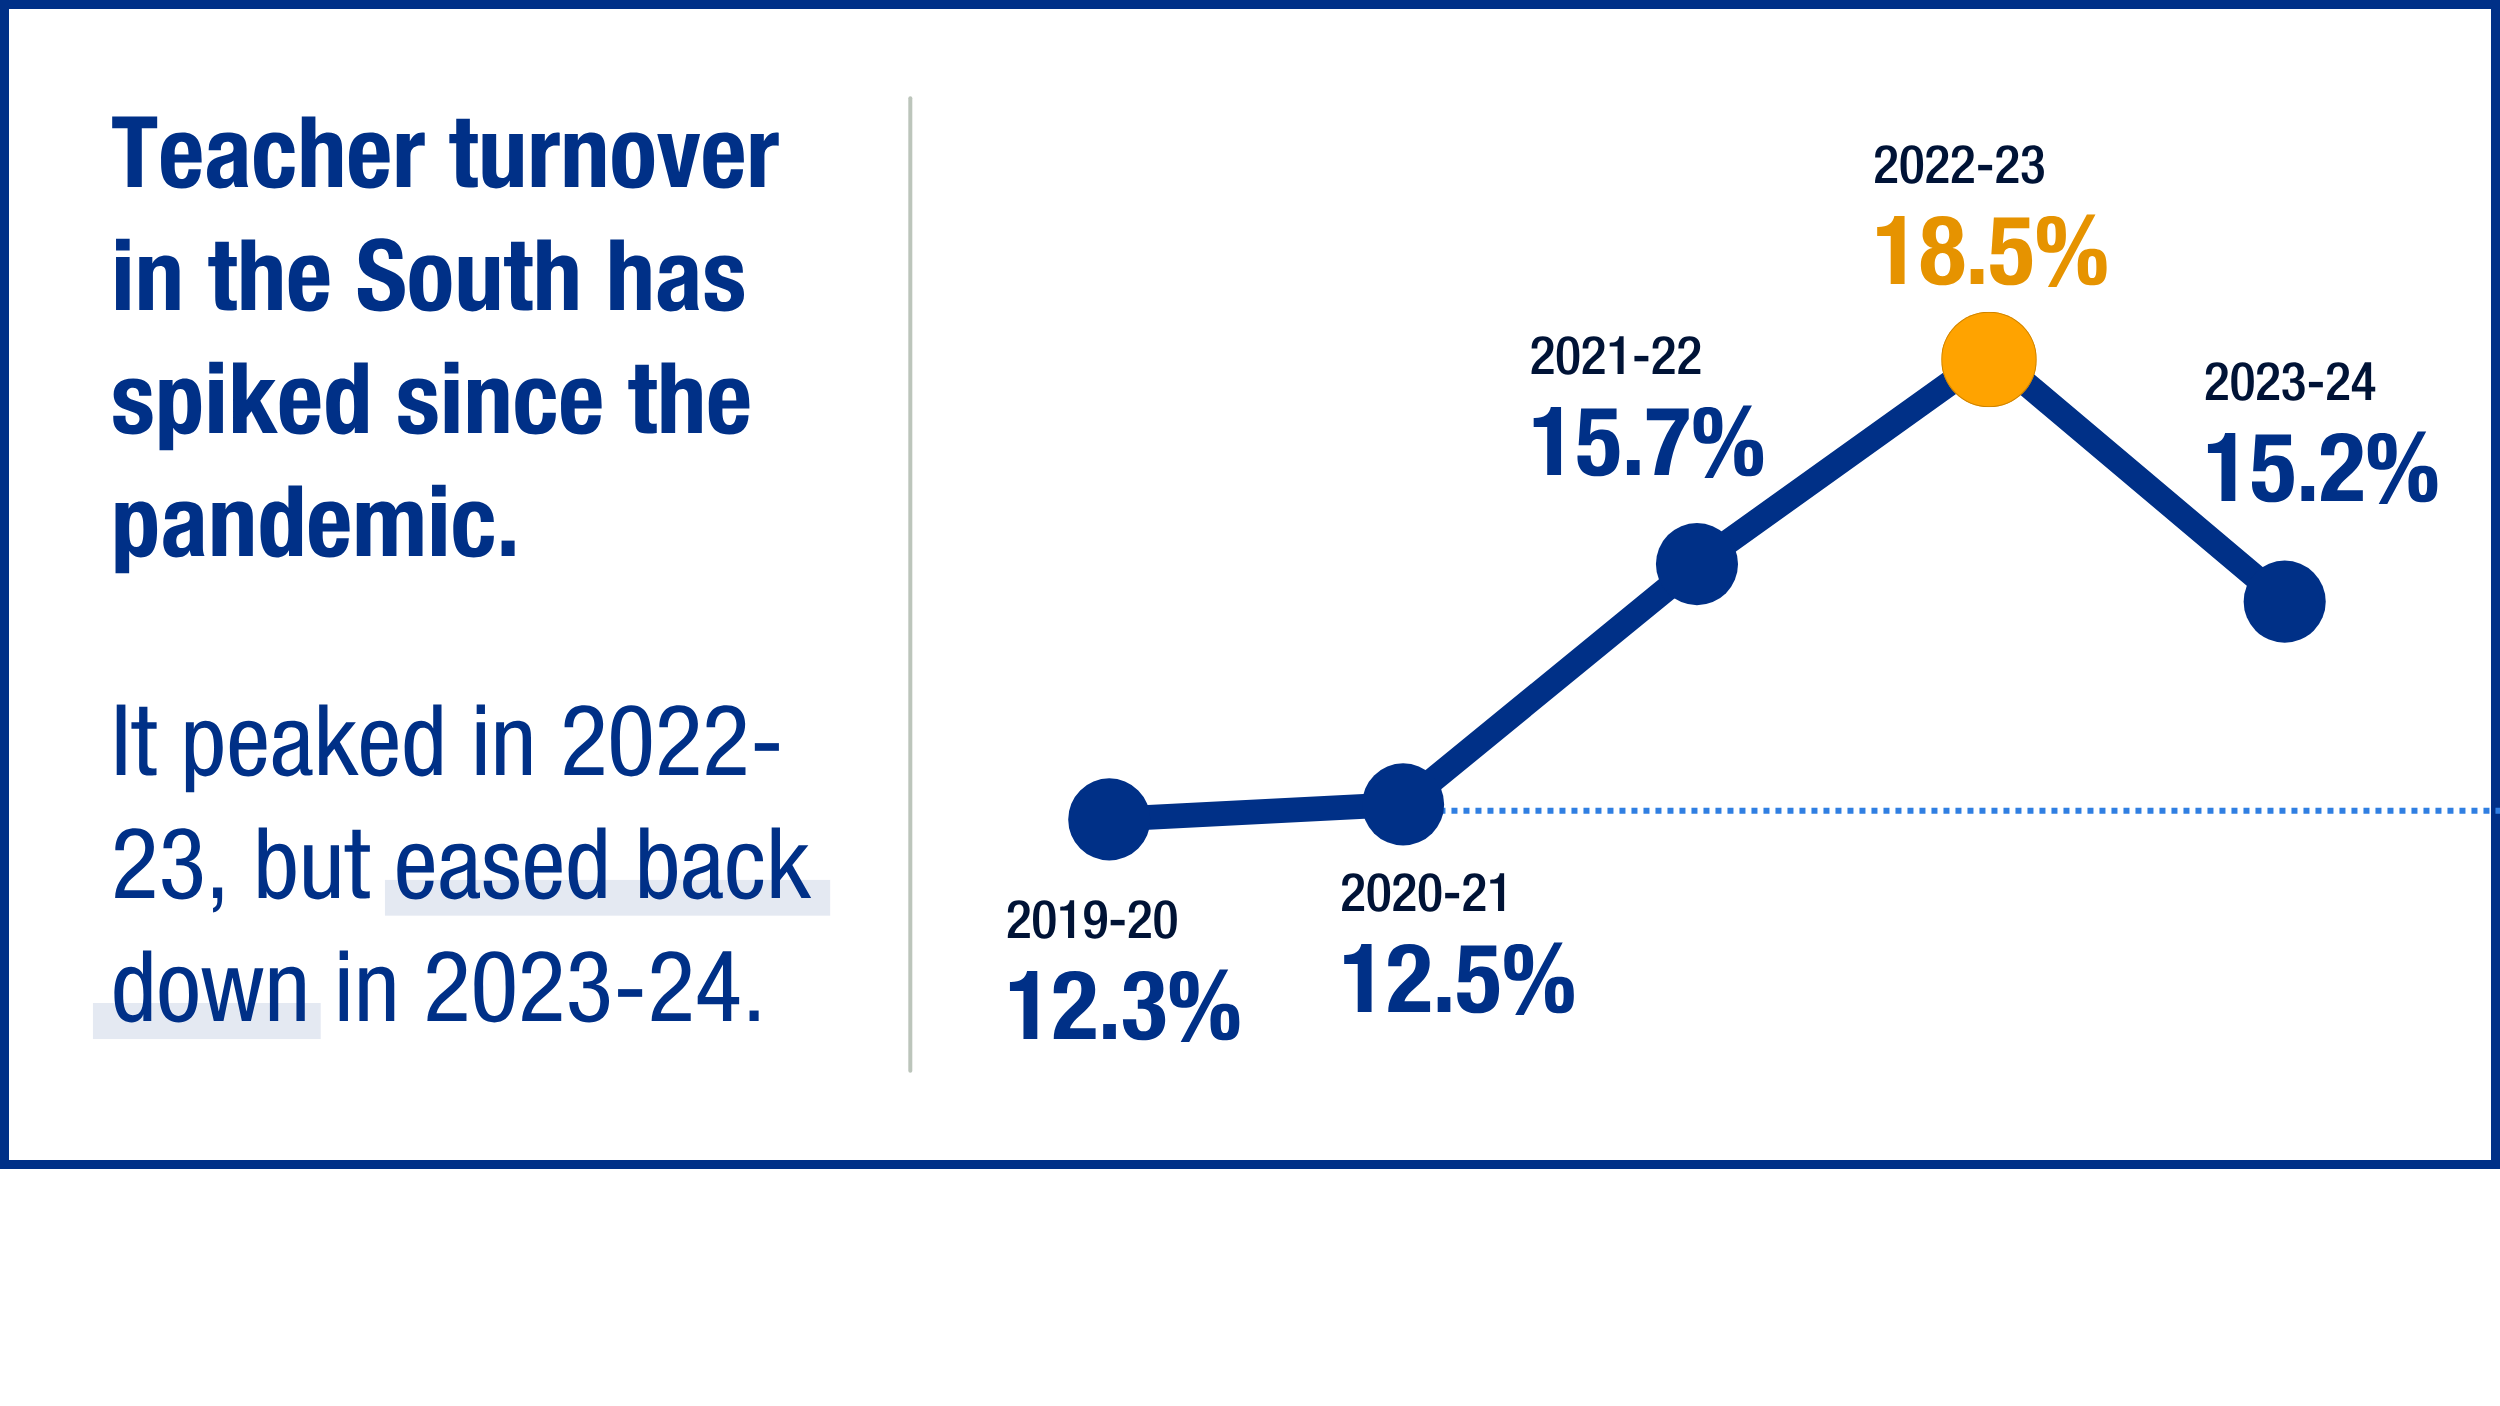 Teacher turnover
in the South has
spiked since the
pandemic.
It peaked in 2022-
23, but eased back
down in 2023-24.
2019-20
12.3%
2020-21
12.5%
2021-22
15.7%
2022-23
18.5%
2023-24
15.2%